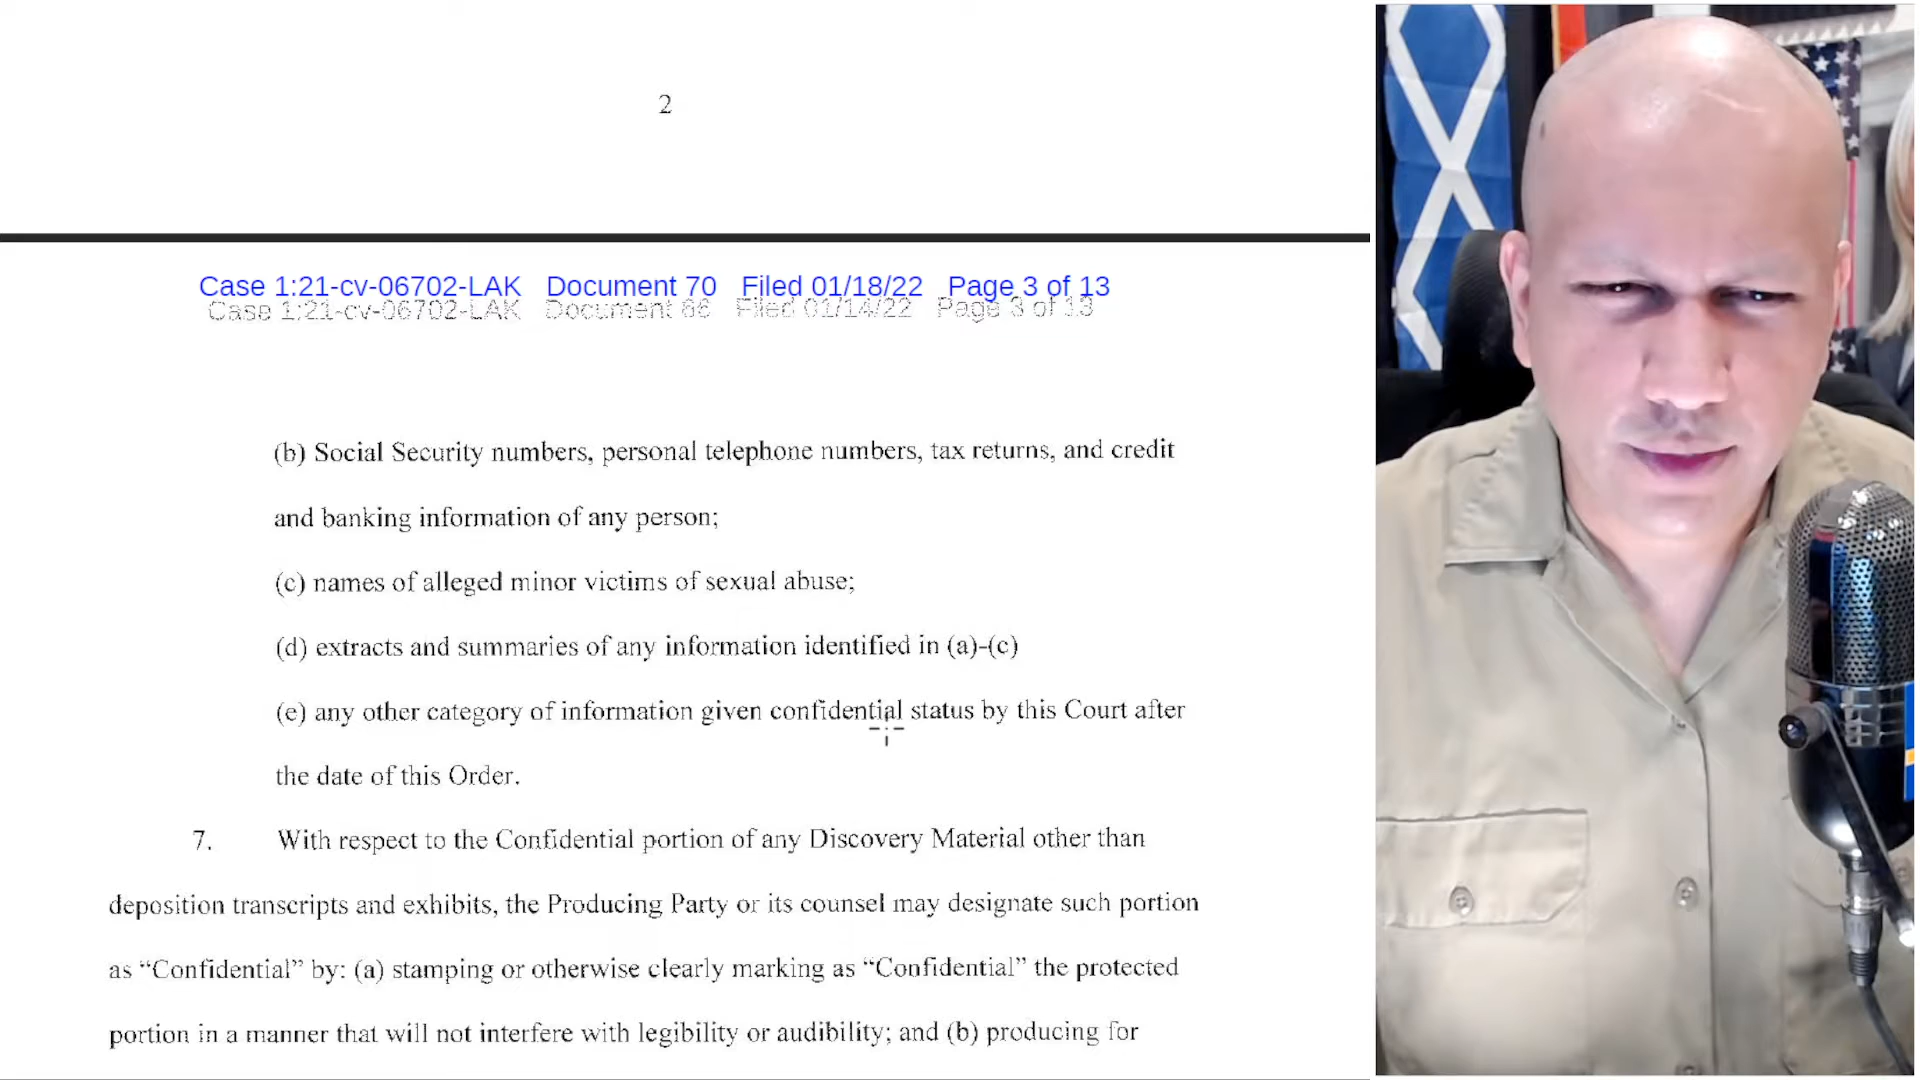 2
Case 1:21-cv-06702-LAK Document 70 Filed 01/18/22 Page 3 of 13
Case 1:21-cv-06702-LAK Document 66 Filed 01/14/22 Page 3 of 13
(b) Social Security numbers, personal telephone numbers, tax returns, and credit
and banking information of any person;
(c) names of alleged minor victims of sexual abuse;
(d) extracts and summaries of any information identified in (a)-(c)
(e) any other category of information given confidential status by this Court after
the date of this Order.
7. With respect to the Confidential portion of any Discovery Material other than
deposition transcripts and exhibits, the Producing Party or its counsel may designate such portion
as “Confidential” by: (a) stamping or otherwise clearly marking as “Confidential” the protected
portion in a manner that will not interfere with legibility or audibility; and (b) producing for